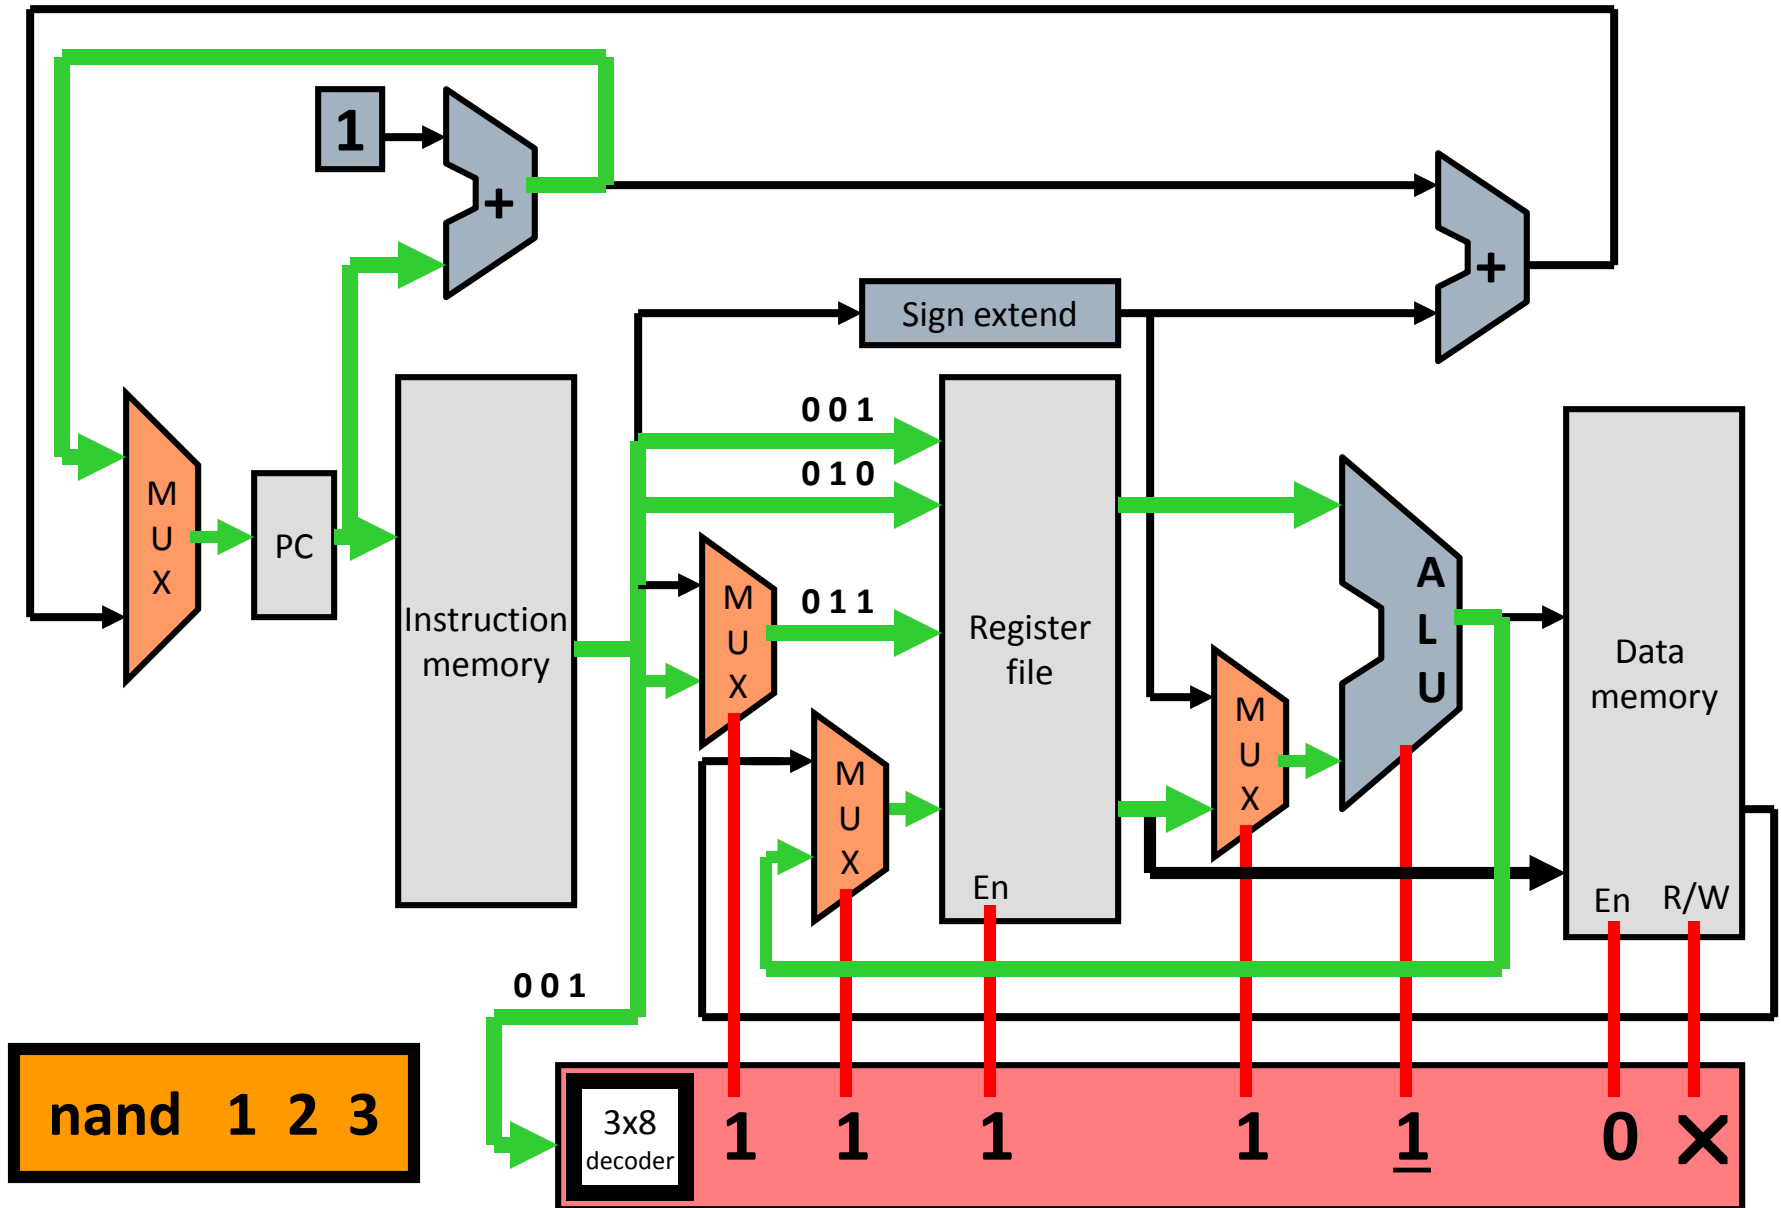 1
+
+
Sign extend
0 0 1
0 1 0
0 1 1
M
U
X
PC
Instruction
memory
M
U
X
M
U
X
Register
file
En
M
U
X
A
L
U
Data
memory
En R/W
0 0 1
nand 1 2 3
3x8
decoder
1 1 1 1 1 0 X